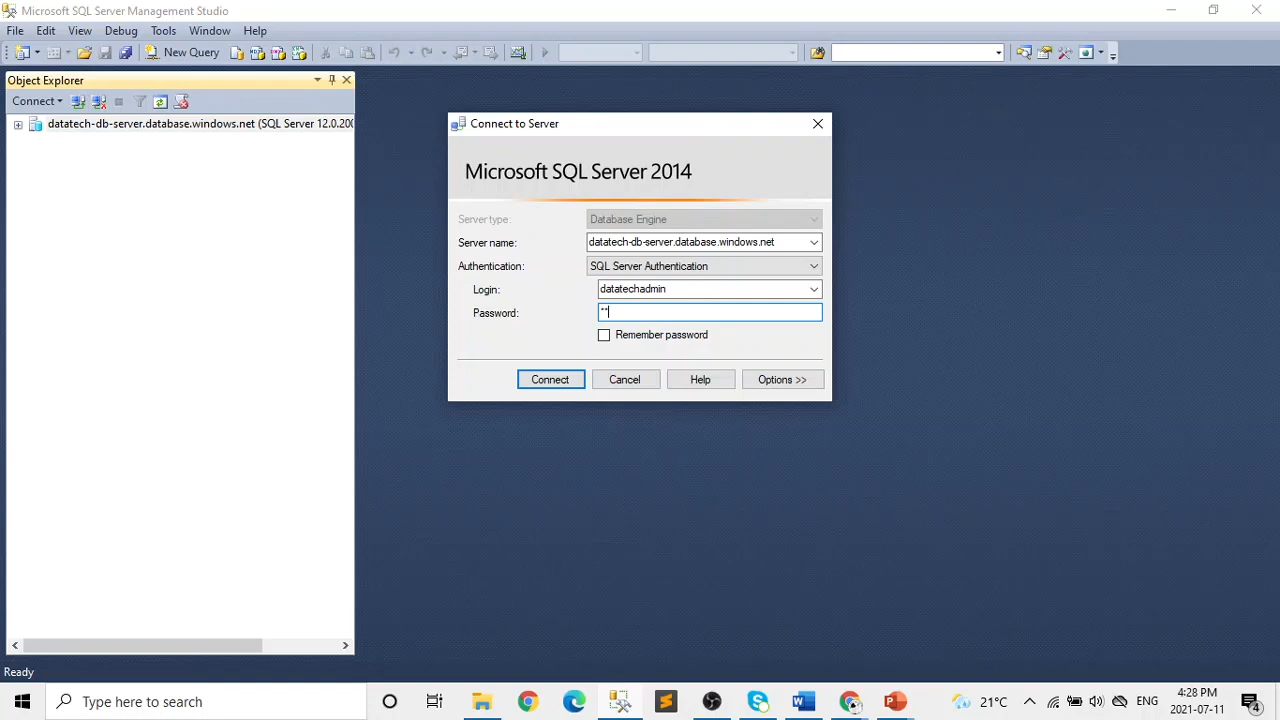 Microsoft SQL Server Management Studio
File Edit View Debug Tools Window Help
New Query
Object Explorer
Connect
datatech-db-server.database.windows.net (SQL Server 12.0.200
Connect to Server
Microsoft SQL Server 2014
Server type: Database Engine
Server name: datatech-db-server.database.windows.net
Authentication: SQL Server Authentication
Login: datatechadmin
Password: **
Remember password
Connect Cancel Help Options >>
Ready
Type here to search
21°C
ENG
4:28 PM
2021-07-11
4